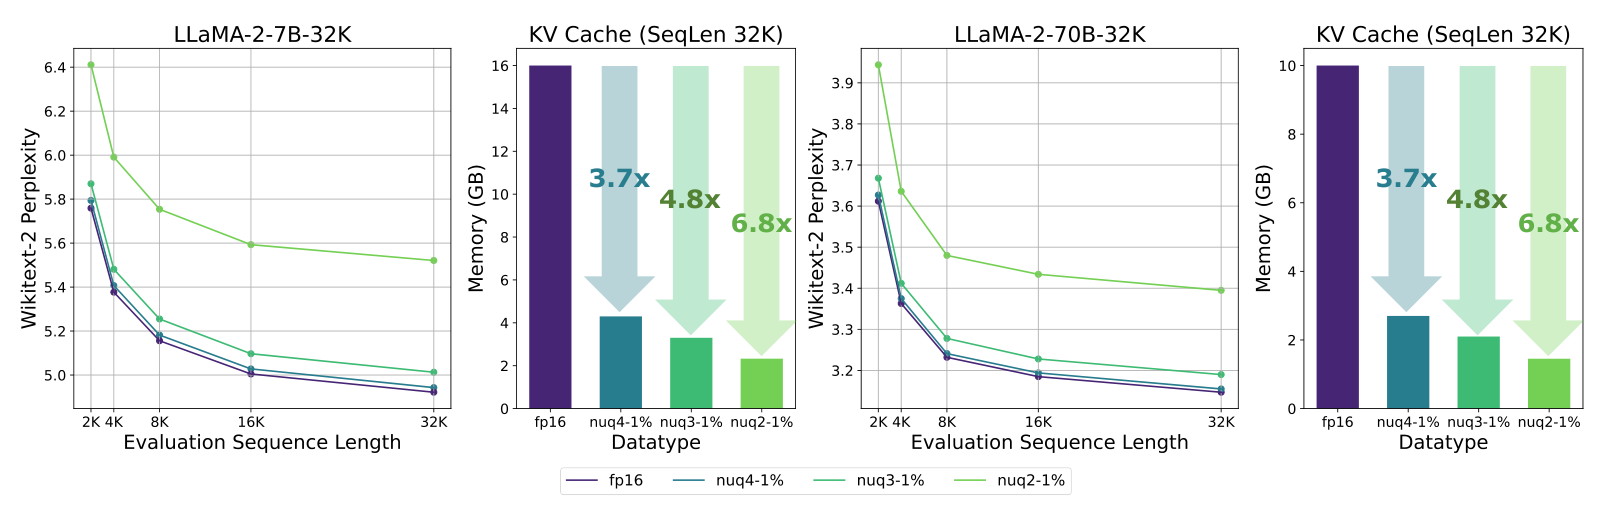 LLaMA-2-7B-32K
Wikitext-2 Perplexity
6.4
6.2
6.0
5.8
5.6
5.4
5.2
5.0
2K 4K 8K 16K 32K
Evaluation Sequence Length
KV Cache (SeqLen 32K)
Memory (GB)
16
14
12
10
8
6
4
2
0
3.7x
4.8x
6.8x
fp16 nuq4-1% nuq3-1% nuq2-1%
Datatype
LLaMA-2-70B-32K
Wikitext-2 Perplexity
3.9
3.8
3.7
3.6
3.5
3.4
3.3
3.2
2K 4K 8K 16K 32K
Evaluation Sequence Length
KV Cache (SeqLen 32K)
Memory (GB)
10
8
6
4
2
0
3.7x
4.8x
6.8x
fp16 nuq4-1% nuq3-1% nuq2-1%
Datatype
fp16 nuq4-1% nuq3-1% nuq2-1%